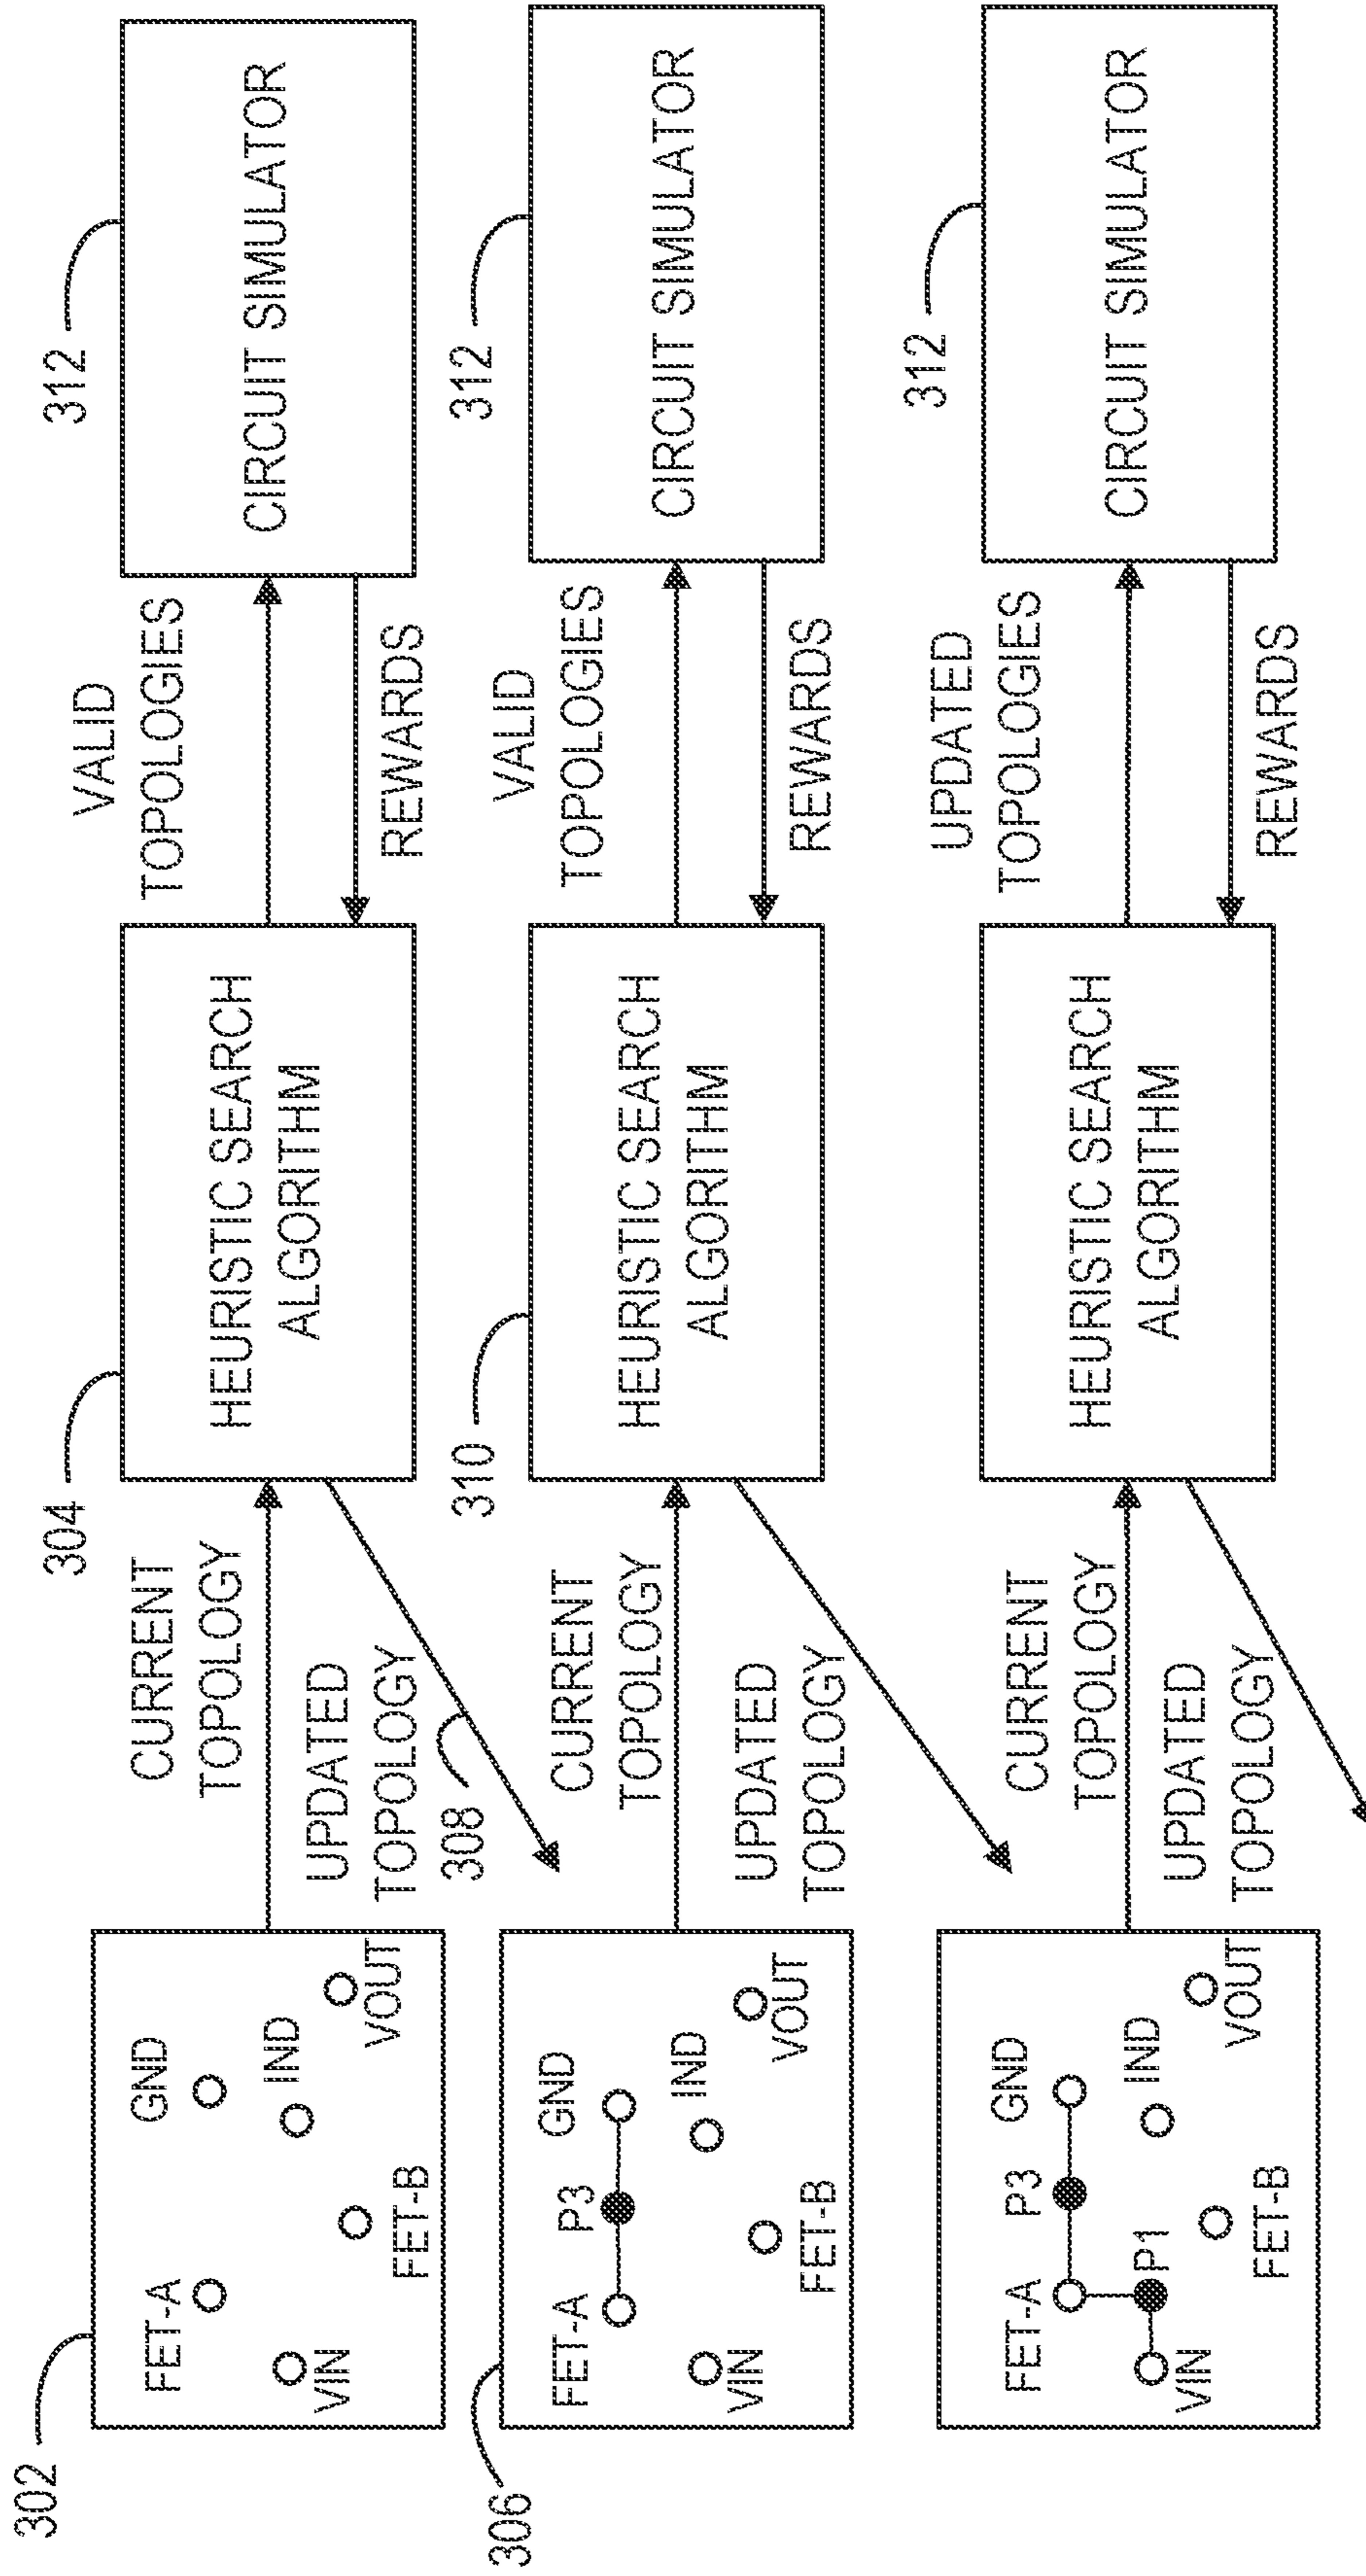 302
FET-A
GND
VIN
IND
FET-B
VOUT
CURRENT
TOPOLOGY
UPDATED
TOPOLOGY
308
304
HEURISTIC SEARCH
ALGORITHM
VALID
TOPOLOGIES
REWARDS
312
CIRCUIT SIMULATOR
306
FET-A
P3
GND
VIN
IND
FET-B
VOUT
CURRENT
TOPOLOGY
UPDATED
TOPOLOGY
310
HEURISTIC SEARCH
ALGORITHM
VALID
TOPOLOGIES
REWARDS
312
CIRCUIT SIMULATOR
FET-A
P3
GND
P1
VIN
IND
FET-B
VOUT
CURRENT
TOPOLOGY
UPDATED
TOPOLOGY
HEURISTIC SEARCH
ALGORITHM
UPDATED
TOPOLOGIES
REWARDS
312
CIRCUIT SIMULATOR